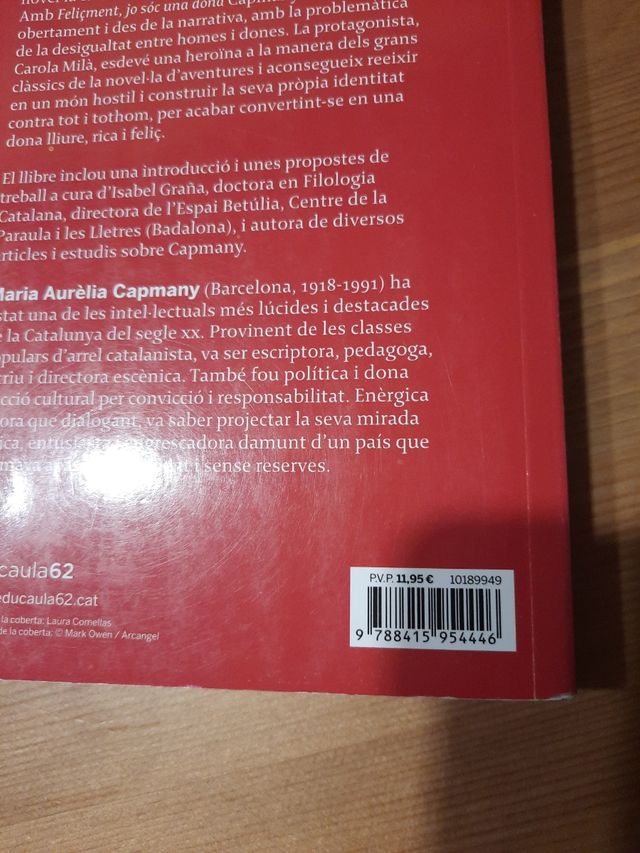 Amb Feliçment, jo sóc una dona
obertament i des de la narrativa, amb la problemàtica
de la desigualtat entre homes i dones. La protagonista,
Carola Milà, esdevé una heroïna a la manera dels grans
clàssics de la novel·la d'aventures i aconsegueix reeixir
en un món hostil i construir la seva pròpia identitat
contra tot i tothom, per acabar convertint-se en una
dona lliure, rica i feliç.
El llibre inclou una introducció i unes propostes de
treball a cura d'Isabel Graña, doctora en Filologia
Catalana, directora de l'Espai Betúlia, Centre de la
Paraula i les Lletres (Badalona), i autora de diversos
articles i estudis sobre Capmany.
Maria Aurèlia Capmany (Barcelona, 1918-1991) ha
estat una de les intel·lectuals més lúcides i destacades
de la Catalunya del segle XX. Provinent de les classes
populars d'arrel catalanista, va ser escriptora, pedagoga,
actriu i directora escènica. També fou política i dona
acció cultural per convicció i responsabilitat. Enèrgica
ora que dialogant, va saber projectar la seva mirada
ica, entusiasta engrescadora damunt d'un país que
i sense reserves.
caula62
educaula62.cat
la coberta: Laura Comellas
de la coberta: © Mark Owen / Arcangel
P.V.P. 11,95 € 10189949
9 788415 954446